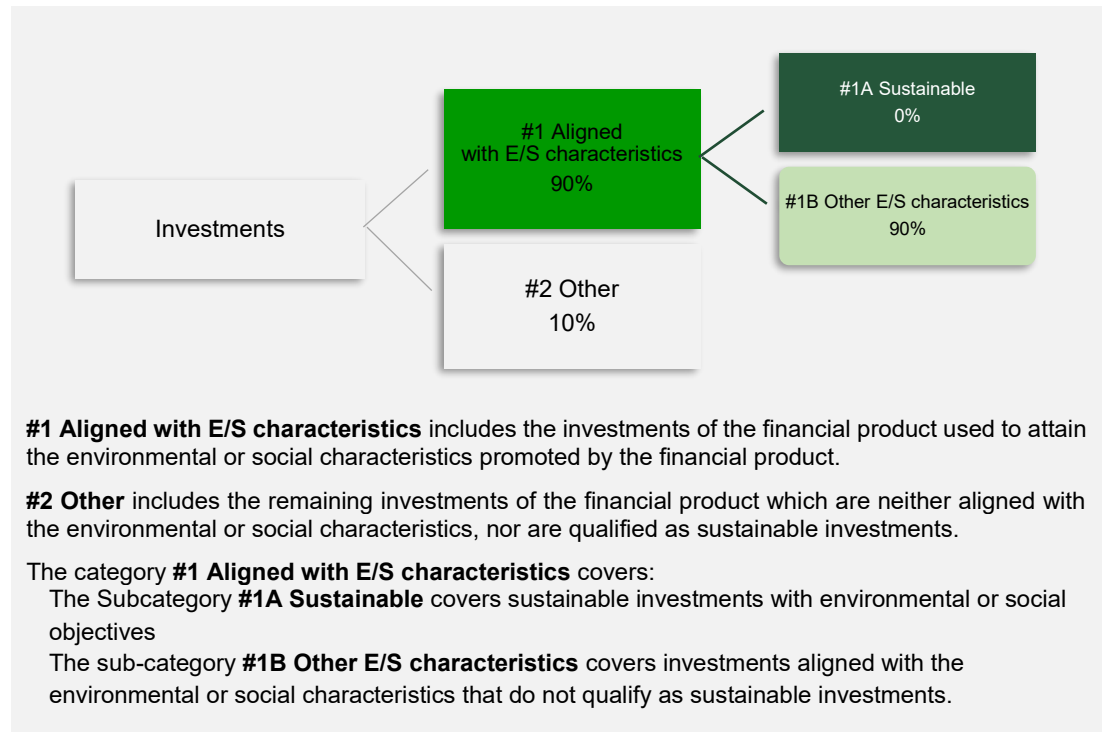 #1A Sustainable
0%
#1 Aligned
with E/S characteristics
90%
#1B Other E/S characteristics
90%
Investments
#2 Other
10%
#1 Aligned with E/S characteristics includes the investments of the financial product used to attain
the environmental or social characteristics promoted by the financial product.
#2 Other includes the remaining investments of the financial product which are neither aligned with
the environmental or social characteristics, nor are qualified as sustainable investments.
The category #1 Aligned with E/S characteristics covers:
The Subcategory #1A Sustainable covers sustainable investments with environmental or social
objectives
The sub-category #1B Other E/S characteristics covers investments aligned with the
environmental or social characteristics that do not qualify as sustainable investments.